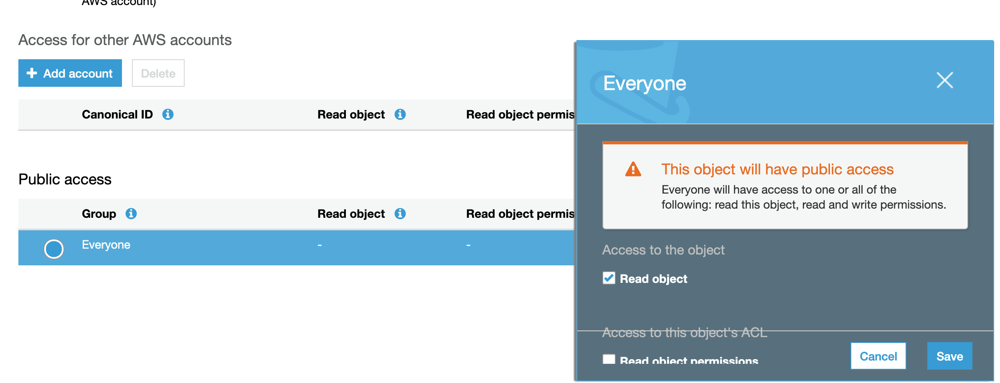 AWS account)
Access for other AWS accounts
Add account
Delete
Canonical ID
Read object
Read object permis
Public access
Group
Read object
Read object permis
Everyone
-
-
Everyone
This object will have public access
Everyone will have access to one or all of the
following: read this object, read and write permissions.
Access to the object
Read object
Access to this object's ACL
Read object permissions
Cancel
Save